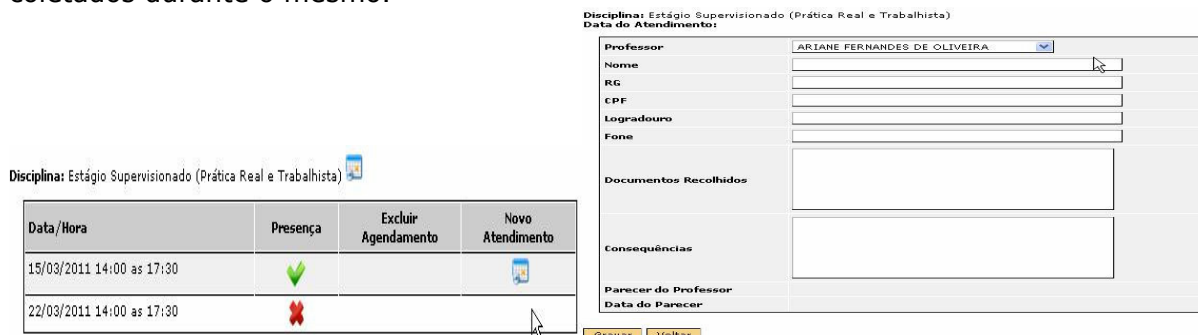 coletados durante o mesmo.
Disciplina: Estágio Supervisionado (Prática Real e Trabalhista)
Data/Hora Presença Excluir Agendamento Novo Atendimento
15/03/2011 14:00 as 17:30
22/03/2011 14:00 as 17:30
Disciplina: Estágio Supervisionado (Prática Real e Trabalhista)
Data do Atendimento:
Professor ARIANE FERNANDES DE OLIVEIRA
Nome
RG
CPF
Logradouro
Fone
Documentos Recolhidos
Consequências
Parecer do Professor
Data do Parecer
Gravar Voltar